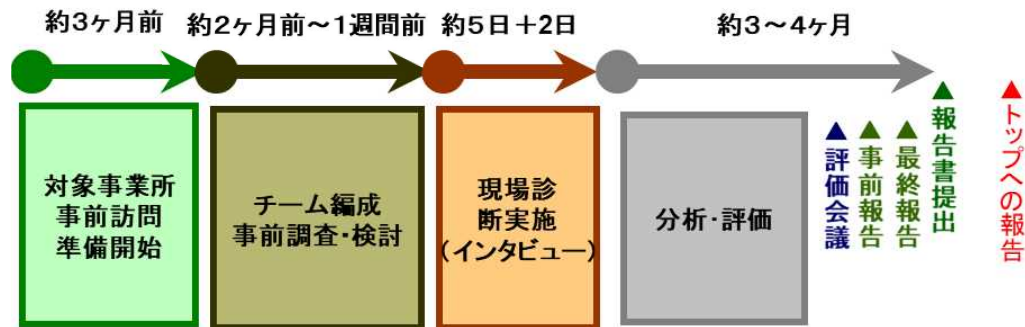 約3ヶ月前
約2ヶ月前～1週間前
約5日＋2日
約3～4ヶ月
対象事業所
事前訪問
準備開始
チーム編成
事前調査・検討
現場診
断実施
(インタビュー)
分析・評価
▲評価会議
▲事前報告
▲最終報告
▲報告書提出
▲トップへの報告